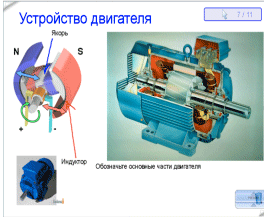 Устройство двигателя
7 / 11
Якорь
N
S
+
-
Индуктор
Обозначьте основные части двигателя